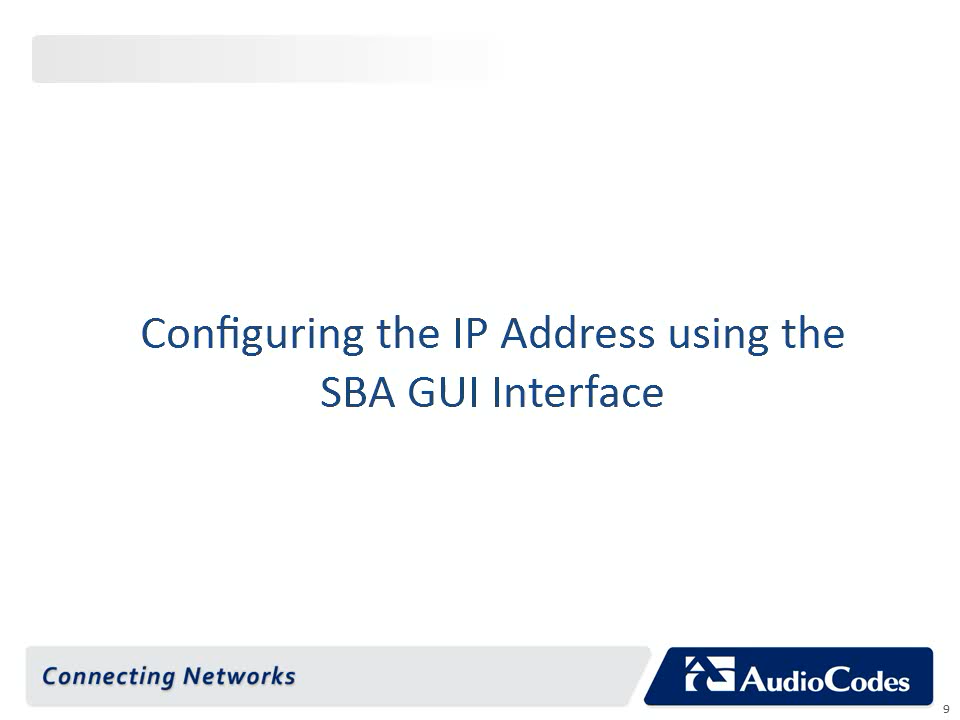 Configuring the IP Address using the
SBA GUI Interface
Connecting Networks
AudioCodes
9